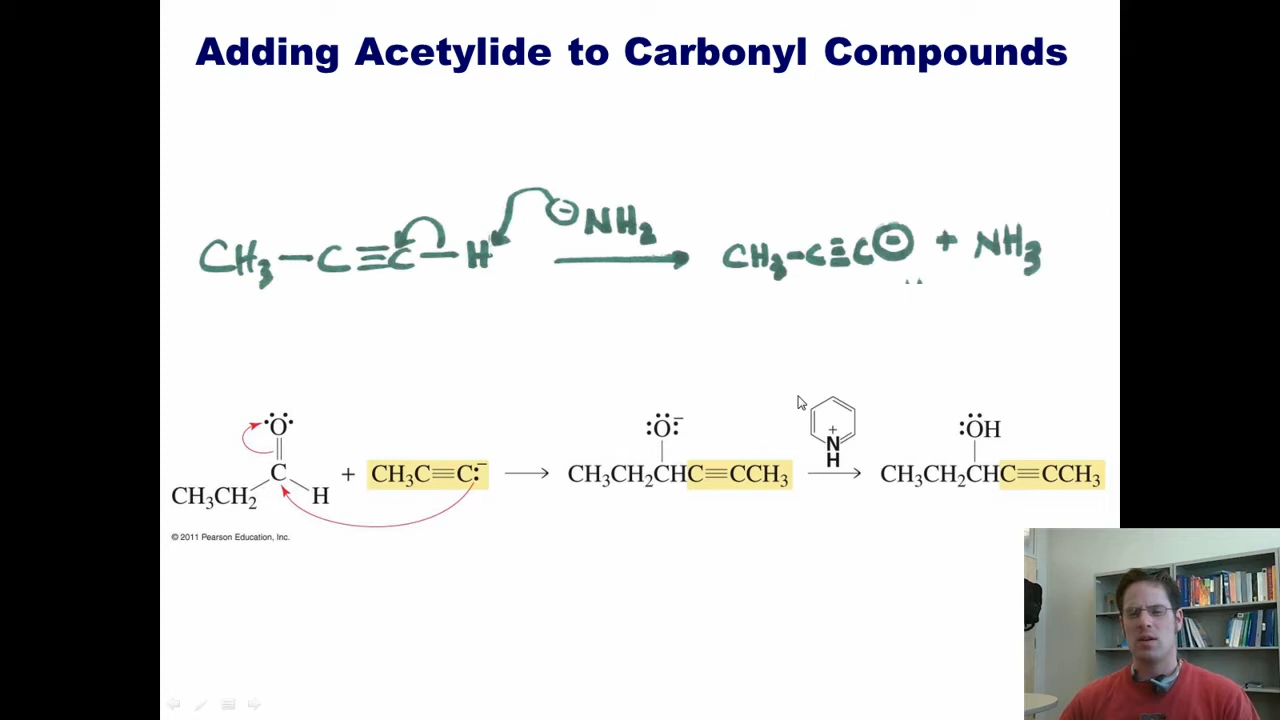 Adding Acetylide to Carbonyl Compounds
CH₃—C≡C—H ⊖NH₂ → CH₃-C≡C⊖ + NH₃
CH₃CH₂ C O H + CH₃C≡C:⁻ → CH₃CH₂CHC≡CCH₃ :Ö:⁻ N⁺ H → CH₃CH₂CHC≡CCH₃ :ÖH
© 2011 Pearson Education, Inc.